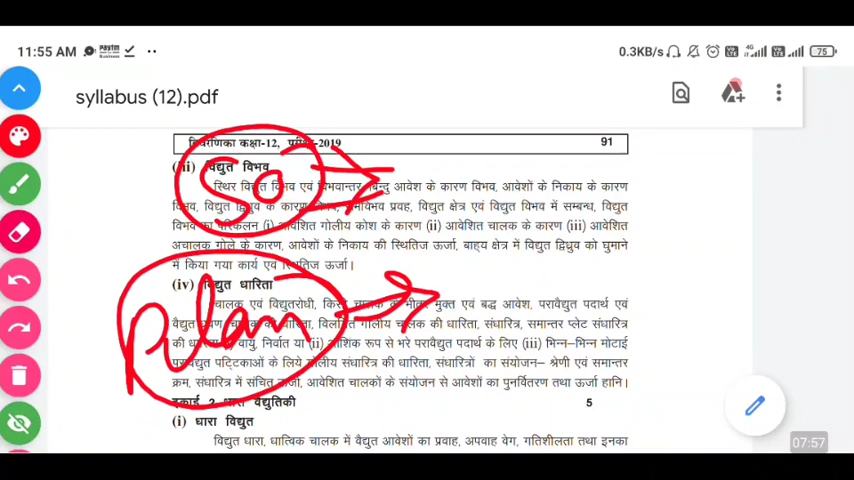 11:55 AM
0.3KB/s
75
syllabus (12).pdf
विवरणिका कक्षा-12, परीक्षा-2019 91
(iii) विद्युत विभव
So
स्थिर विद्युत विभव एवं विभवान्तर, बिन्दु आवेश के कारण विभव, आवेशों के निकाय के कारण
विभव, विद्युत द्विध्रुव के कारण प्रवह, विद्युत क्षेत्र एवं विद्युत विभव में सम्बन्ध, विद्युत
विभव का परिकलन (i) आवेशित गोलीय कोश के कारण (ii) आवेशित चालक के कारण (iii) आवेशित
अचालक गोले के कारण, आवेशों के निकाय की स्थितिज ऊर्जा, बाह्य क्षेत्र में विद्युत द्विध्रुव को घुमाने
में किया गया कार्य एवं स्थितिज ऊर्जा।
(iv) विद्युत धारिता
चालक एवं विद्युतरोधी, किसी चालक के भीतर मुक्त एवं बद्ध आवेश, परावैद्युत पदार्थ एवं
वैद्युत ध्रुवण, चालक की धारिता, विलगित गोलीय चालक की धारिता, संधारित्र, समान्तर प्लेट संधारित्र
Pulan
की धारिता वायु, निर्वात या (ii) आंशिक रूप से भरे परावैद्युत पदार्थ के लिए (iii) भिन्न-भिन्न मोटाई
परावैद्युत पट्टिकाओं के लिये गोलीय संधारित्र की धारिता, संधारित्रों का संयोजन- श्रेणी एवं समान्तर
क्रम, संधारित्र में संचित ऊर्जा, आवेशित चालकों के संयोजन से आवेशों का पुनर्वितरण तथा ऊर्जा हानि।
इकाई 2 धारा वैद्युतिकी 5
(i) धारा विद्युत
विद्युत धारा, धात्विक चालक में वैद्युत आवेशों का प्रवाह, अपवाह वेग, गतिशीलता तथा इनका
07:57